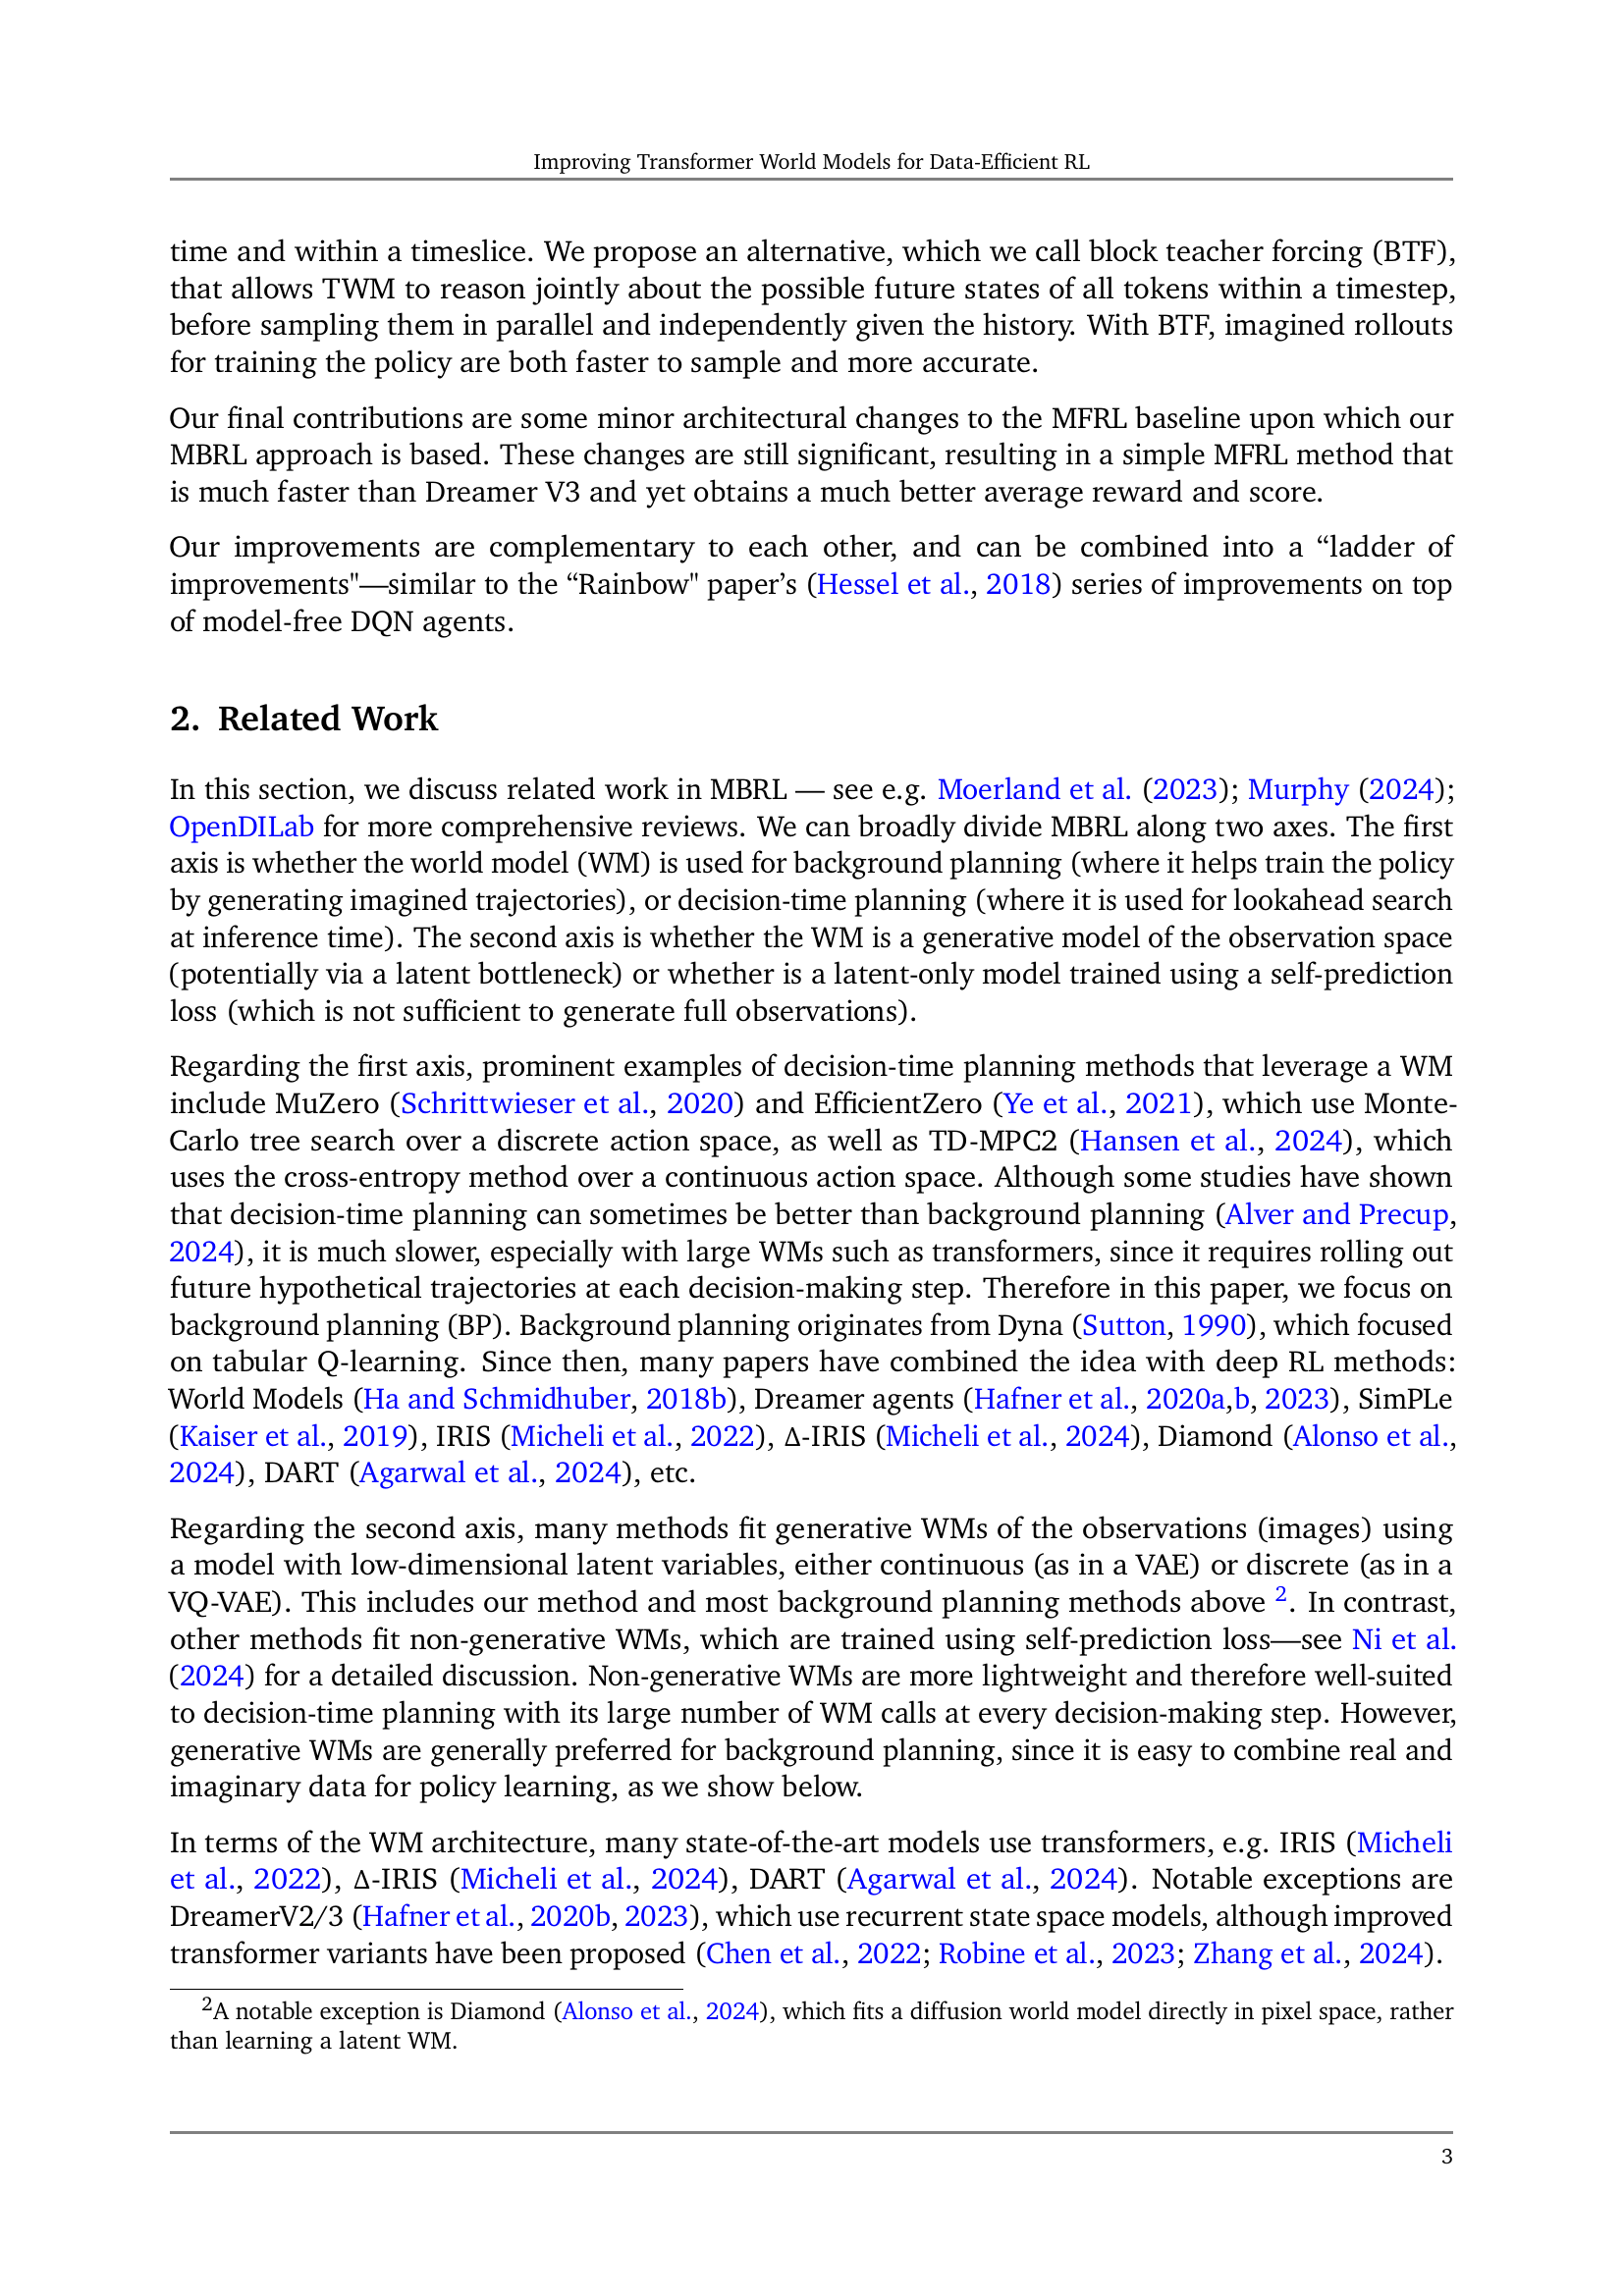 Improving Transformer World Models for Data-Efficient RL
time and within a timeslice. We propose an alternative, which we call block teacher forcing (BTF),
that allows TWM to reason jointly about the possible future states of all tokens within a timestep,
before sampling them in parallel and independently given the history. With BTF, imagined rollouts
for training the policy are both faster to sample and more accurate.
Our final contributions are some minor architectural changes to the MFRL baseline upon which our
MBRL approach is based. These changes are still significant, resulting in a simple MFRL method that
is much faster than Dreamer V3 and yet obtains a much better average reward and score.
Our improvements are complementary to each other, and can be combined into a “ladder of
improvements"—similar to the “Rainbow" paper’s (Hessel et al., 2018) series of improvements on top
of model-free DQN agents.
2. Related Work
In this section, we discuss related work in MBRL — see e.g. Moerland et al. (2023); Murphy (2024);
OpenDILab for more comprehensive reviews. We can broadly divide MBRL along two axes. The first
axis is whether the world model (WM) is used for background planning (where it helps train the policy
by generating imagined trajectories), or decision-time planning (where it is used for lookahead search
at inference time). The second axis is whether the WM is a generative model of the observation space
(potentially via a latent bottleneck) or whether is a latent-only model trained using a self-prediction
loss (which is not sufficient to generate full observations).
Regarding the first axis, prominent examples of decision-time planning methods that leverage a WM
include MuZero (Schrittwieser et al., 2020) and EfficientZero (Ye et al., 2021), which use Monte-
Carlo tree search over a discrete action space, as well as TD-MPC2 (Hansen et al., 2024), which
uses the cross-entropy method over a continuous action space. Although some studies have shown
that decision-time planning can sometimes be better than background planning (Alver and Precup,
2024), it is much slower, especially with large WMs such as transformers, since it requires rolling out
future hypothetical trajectories at each decision-making step. Therefore in this paper, we focus on
background planning (BP). Background planning originates from Dyna (Sutton, 1990), which focused
on tabular Q-learning. Since then, many papers have combined the idea with deep RL methods:
World Models (Ha and Schmidhuber, 2018b), Dreamer agents (Hafner et al., 2020a,b, 2023), SimPLe
(Kaiser et al., 2019), IRIS (Micheli et al., 2022), Δ-IRIS (Micheli et al., 2024), Diamond (Alonso et al.,
2024), DART (Agarwal et al., 2024), etc.
Regarding the second axis, many methods fit generative WMs of the observations (images) using
a model with low-dimensional latent variables, either continuous (as in a VAE) or discrete (as in a
VQ-VAE). This includes our method and most background planning methods above 2. In contrast,
other methods fit non-generative WMs, which are trained using self-prediction loss—see Ni et al.
(2024) for a detailed discussion. Non-generative WMs are more lightweight and therefore well-suited
to decision-time planning with its large number of WM calls at every decision-making step. However,
generative WMs are generally preferred for background planning, since it is easy to combine real and
imaginary data for policy learning, as we show below.
In terms of the WM architecture, many state-of-the-art models use transformers, e.g. IRIS (Micheli
et al., 2022), Δ-IRIS (Micheli et al., 2024), DART (Agarwal et al., 2024). Notable exceptions are
DreamerV2/3 (Hafner et al., 2020b, 2023), which use recurrent state space models, although improved
transformer variants have been proposed (Chen et al., 2022; Robine et al., 2023; Zhang et al., 2024).
2A notable exception is Diamond (Alonso et al., 2024), which fits a diffusion world model directly in pixel space, rather
than learning a latent WM.
3